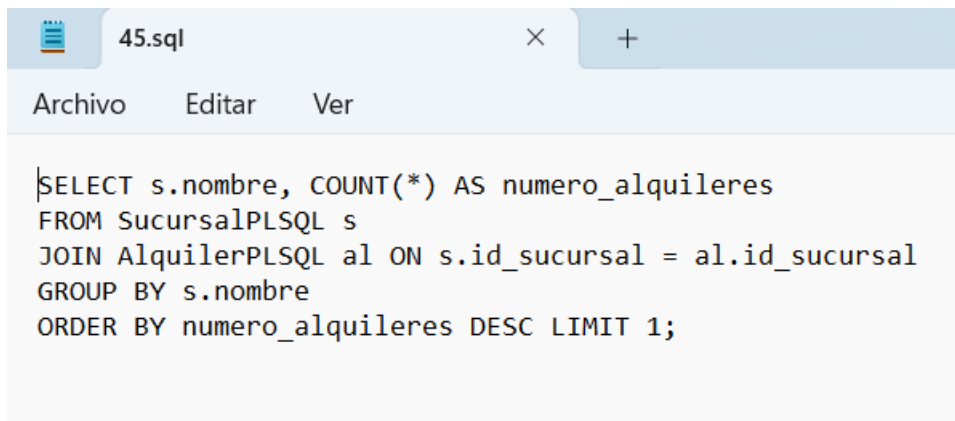 45.sql
Archivo Editar Ver
SELECT s.nombre, COUNT(*) AS numero_alquileres
FROM SucursalPLSQL s
JOIN AlquilerPLSQL al ON s.id_sucursal = al.id_sucursal
GROUP BY s.nombre
ORDER BY numero_alquileres DESC LIMIT 1;